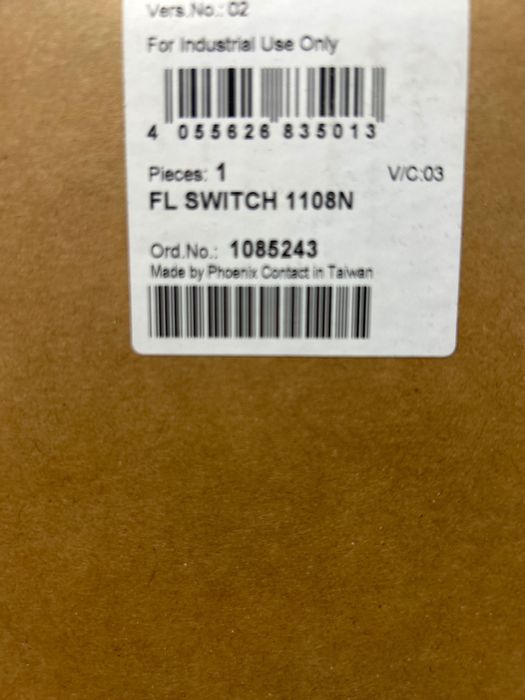 Vers.No.: 02
For Industrial Use Only
4 055626 835013
Pieces: 1 V/C:03
FL SWITCH 1108N
Ord.No.: 1085243
Made by Phoenix Contact in Taiwan